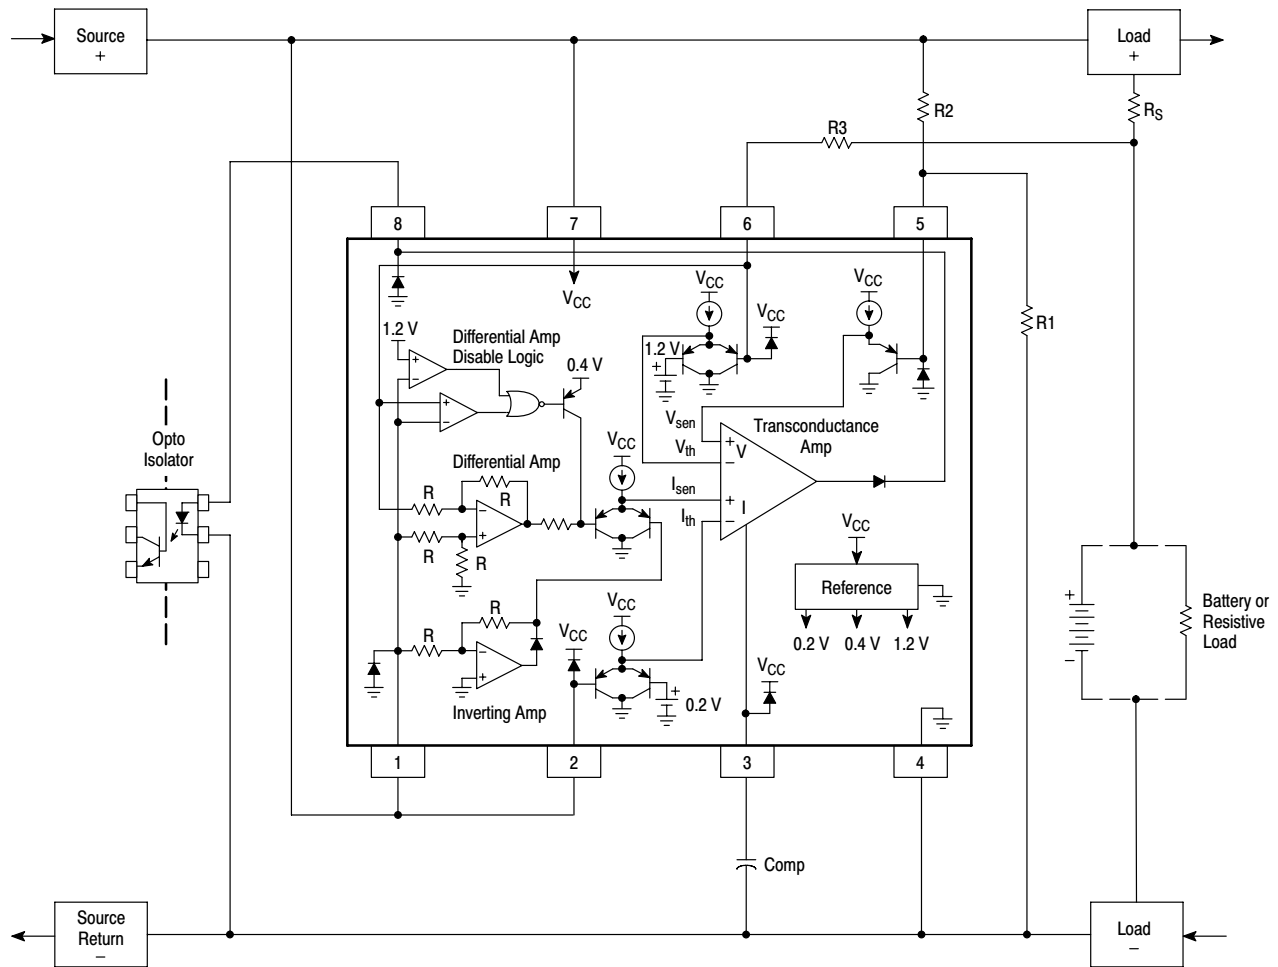 Source
+
Load
+
R2
RS
R3
8
7
6
5
VCC
VCC
VCC
VCC
R1
1.2 V
Differential Amp
Disable Logic
0.4 V
1.2 V
+
+
−
+
−
Vsen
Transconductance
Amp
Vth
+
V
−
Opto
Isolator
VCC
Differential Amp
Isen
+
I
Ith
−
R
R
−
+
R
R
VCC
Reference
0.2 V
0.4 V
1.2 V
+
−
Battery or
Resistive
Load
VCC
VCC
R
R
−
+
Inverting Amp
+
0.2 V
VCC
1
2
3
4
Comp
Source
Return
−
Load
−